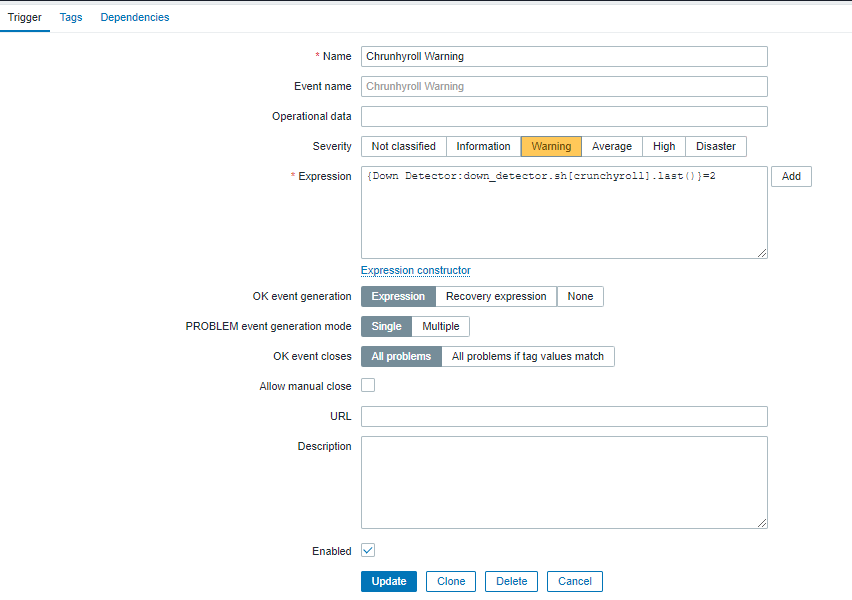 Trigger Tags Dependencies
* Name Chrunhyroll Warning
Event name Chrunhyroll Warning
Operational data
Severity Not classified Information Warning Average High Disaster
* Expression {Down Detector:down_detector.sh[crunchyroll].last()}=2 Add
Expression constructor
OK event generation Expression Recovery expression None
PROBLEM event generation mode Single Multiple
OK event closes All problems All problems if tag values match
Allow manual close
URL
Description
Enabled
Update Clone Delete Cancel